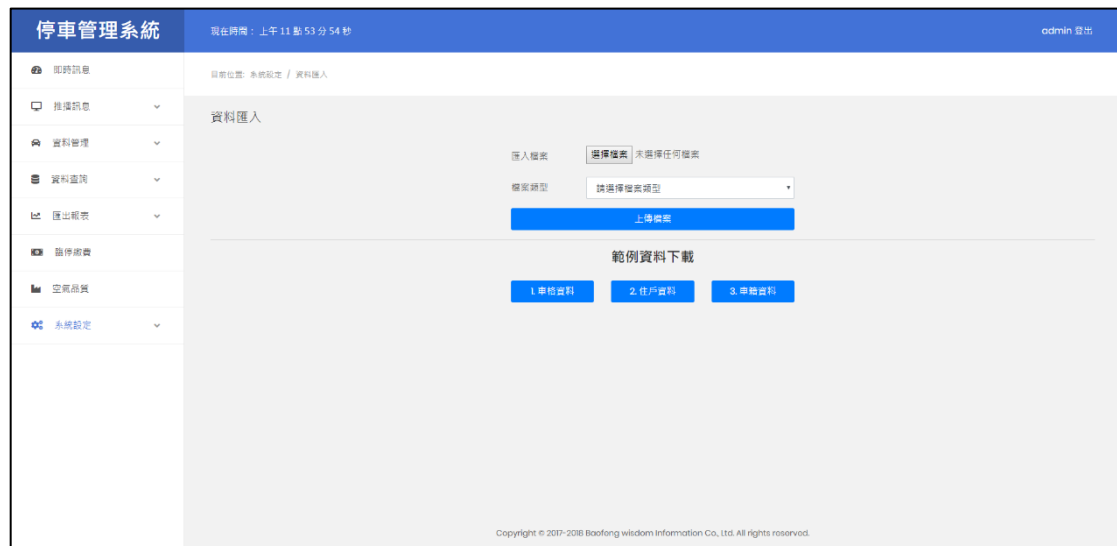 停車管理系統
現在時間： 上午 11 點 53 分 54 秒
admin 登出
即時訊息
推播訊息
資料管理
資料查詢
匯出報表
臨停繳費
空氣品質
系統設定
目前位置: 系統設定 / 資料匯入
資料匯入
匯入檔案 選擇檔案 未選擇任何檔案
檔案類型 請選擇檔案類型
上傳檔案
範例資料下載
1. 車格資料 2. 住戶資料 3. 車籍資料
Copyright © 2017-2018 Baofong wisdom Information Co., Ltd. All rights reserved.